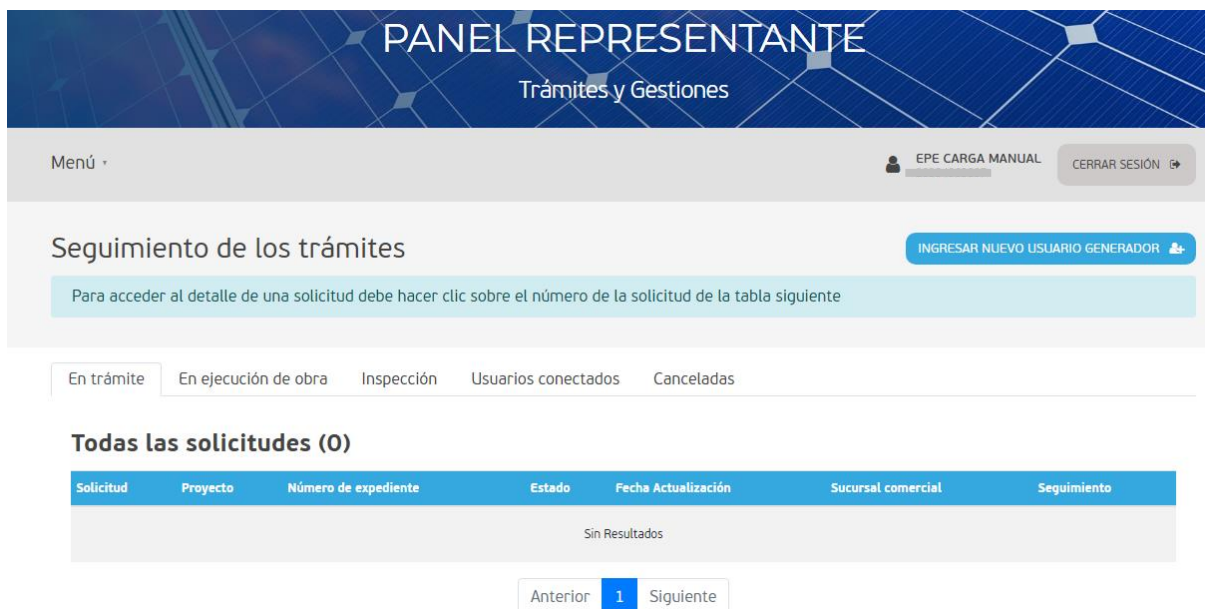 PANEL REPRESENTANTE
Trámites y Gestiones
Menú
EPE CARGA MANUAL
CERRAR SESIÓN
Seguimiento de los trámites
INGRESAR NUEVO USUARIO GENERADOR
Para acceder al detalle de una solicitud debe hacer clic sobre el número de la solicitud de la tabla siguiente
En trámite En ejecución de obra Inspección Usuarios conectados Canceladas
Todas las solicitudes (0)
Solicitud Proyecto Número de expediente Estado Fecha Actualización Sucursal comercial Seguimiento
Sin Resultados
Anterior 1 Siguiente